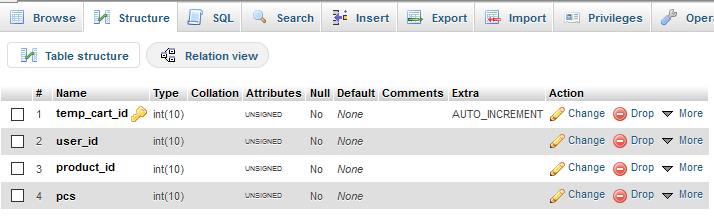 Browse Structure SQL Search Insert Export Import Privileges Oper
Table structure Relation view
# Name Type Collation Attributes Null Default Comments Extra Action
1 temp_cart_id int(10) UNSIGNED No None AUTO_INCREMENT Change Drop More
2 user_id int(10) UNSIGNED No None Change Drop More
3 product_id int(10) UNSIGNED No None Change Drop More
4 pcs int(10) UNSIGNED No None Change Drop More